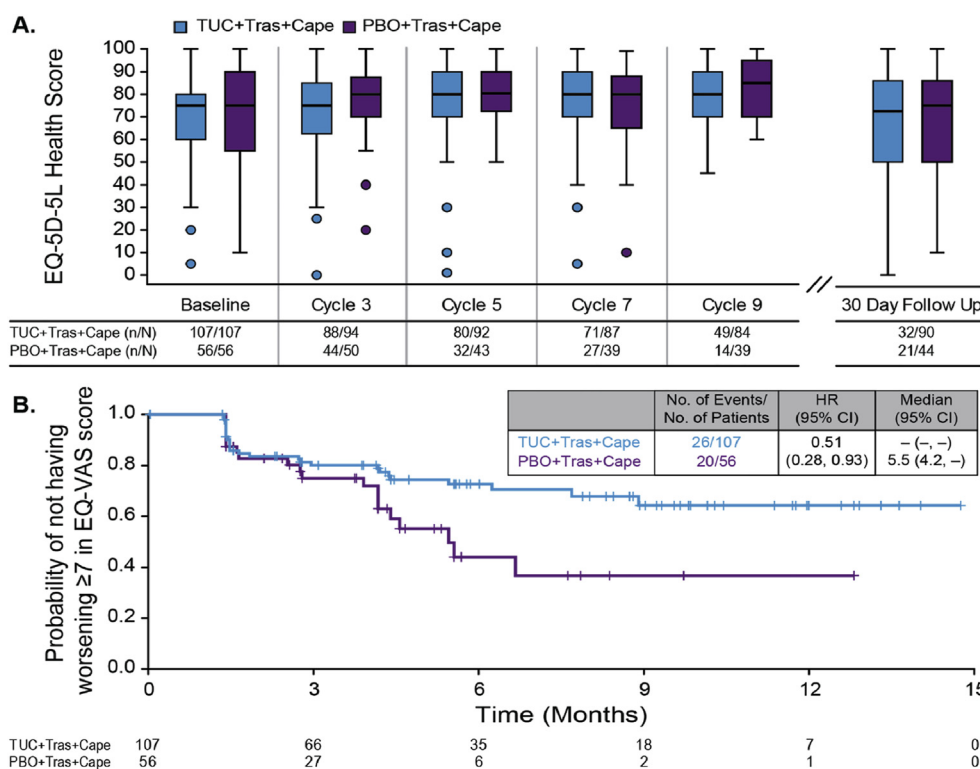 A.
TUC+Tras+Cape PBO+Tras+Cape
EQ-5D-5L Health Score
100
90
80
70
60
50
40
30
20
10
0
Baseline Cycle 3 Cycle 5 Cycle 7 Cycle 9 30 Day Follow Up
TUC+Tras+Cape (n/N) 107/107 88/94 80/92 71/87 49/84 32/90
PBO+Tras+Cape (n/N) 56/56 44/50 32/43 27/39 14/39 21/44
B.
Probability of not having
worsening ≥7 in EQ-VAS score
1.0
0.8
0.6
0.4
0.2
0.0
No. of Events/ HR Median
No. of Patients (95% CI) (95% CI)
TUC+Tras+Cape 26/107 0.51 – (–, –)
PBO+Tras+Cape 20/56 (0.28, 0.93) 5.5 (4.2, –)
0 3 6 9 12 15
Time (Months)
TUC+Tras+Cape 107 66 35 18 7 0
PBO+Tras+Cape 56 27 6 2 1 0